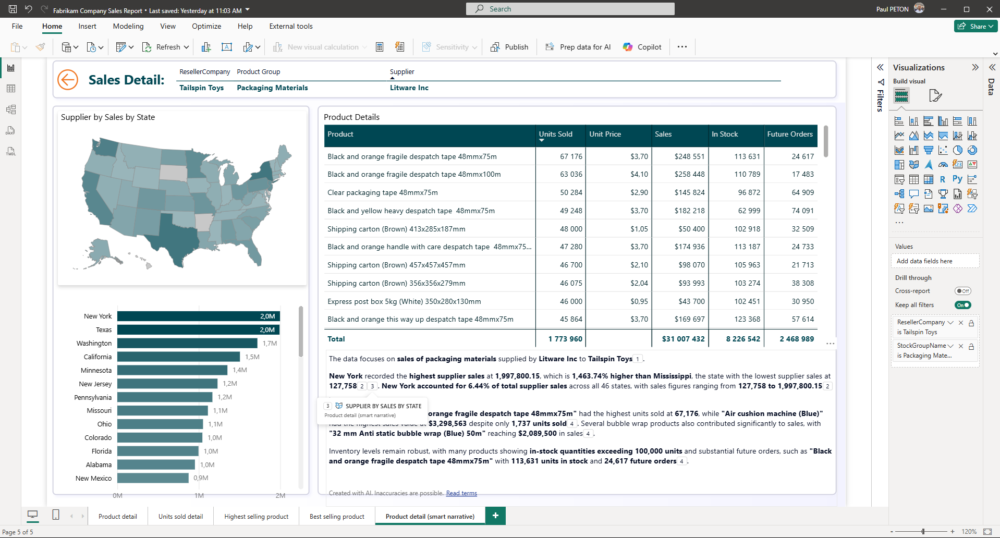 Fabrikam Company Sales Report • Last saved: Yesterday at 11:03 AM
Search
Paul PETON
File
Home
Insert
Modeling
View
Optimize
Help
External tools
Share
Refresh
New visual calculation
Sensitivity
Publish
Prep data for AI
Copilot
Sales Detail:
ResellerCompany Product Group Supplier
Tailspin Toys Packaging Materials Litware Inc
Supplier by Sales by State
New York 2,0M
Texas 2,0M
Washington 1,7M
California 1,5M
Minnesota 1,4M
New Jersey 1,2M
Pennsylvania 1,2M
Missouri 1,1M
Ohio 1,1M
Colorado 1,0M
Florida 1,0M
Alabama 1,0M
New Mexico 0,9M
0M 1M 2M
Product Details
Product Units Sold Unit Price Sales In Stock Future Orders
Black and orange fragile despatch tape 48mmx75m 67 176 $3,70 $248 551 113 631 24 617
Black and orange fragile despatch tape 48mmx100m 63 036 $4,10 $258 448 110 789 17 483
Clear packaging tape 48mmx75m 50 284 $2,90 $145 824 96 872 64 909
Black and yellow heavy despatch tape 48mmx75m 49 248 $3,70 $182 218 62 999 74 091
Shipping carton (Brown) 413x285x187mm 48 000 $1,05 $50 400 102 918 32 509
Black and orange handle with care despatch tape 48mmx75... 47 280 $3,70 $174 936 113 187 24 733
Shipping carton (Brown) 457x457x457mm 46 700 $2,10 $98 070 105 963 21 713
Shipping carton (Brown) 356x356x279mm 46 075 $2,04 $93 993 103 274 38 308
Express post box 5kg (White) 350x280x130mm 46 000 $0,95 $43 700 102 451 30 950
Black and orange this way up despatch tape 48mmx75m 45 864 $3,70 $169 697 123 368 57 614
Total 1 773 960 $31 007 432 8 226 542 2 468 989
The data focuses on sales of packaging materials supplied by Litware Inc to Tailspin Toys 1 .
New York recorded the highest supplier sales at 1,997,800.15, which is 1,463.74% higher than Mississippi, the state with the lowest supplier sales at
127,758 2 3 . New York accounted for 6.44% of total supplier sales across all 46 states, with sales figures ranging from 127,758 to 1,997,800.15 2
3 SUPPLIER BY SALES BY STATE
Product detail (smart narrative)
orange fragile despatch tape 48mmx75m" had the highest units sold at 67,176, while "Air cushion machine (Blue)"
had the highest sales value at $3,298,563 despite only 1,737 units sold 4 . Several bubble wrap products also contributed significantly to sales, with
"32 mm Anti static bubble wrap (Blue) 50m" reaching $2,089,500 in sales 4 .
Inventory levels remain robust, with many products showing in-stock quantities exceeding 100,000 units and substantial future orders, such as "Black
and orange fragile despatch tape 48mmx75m" with 113,631 units in stock and 24,617 future orders 4 .
Created with AI. Inaccuracies are possible. Read terms
Filters
Visualizations
Build visual
Data
123
R
Py
Values
Add data fields here
Drill through
Cross-report Off
Keep all filters On
ResellerCompany
is Tailspin Toys
StockGroupName
is Packaging Mate...
DAX
TMDL
Product detail
Units sold detail
Highest selling product
Best selling product
Product detail (smart narrative)
Page 5 of 5
- + 120%